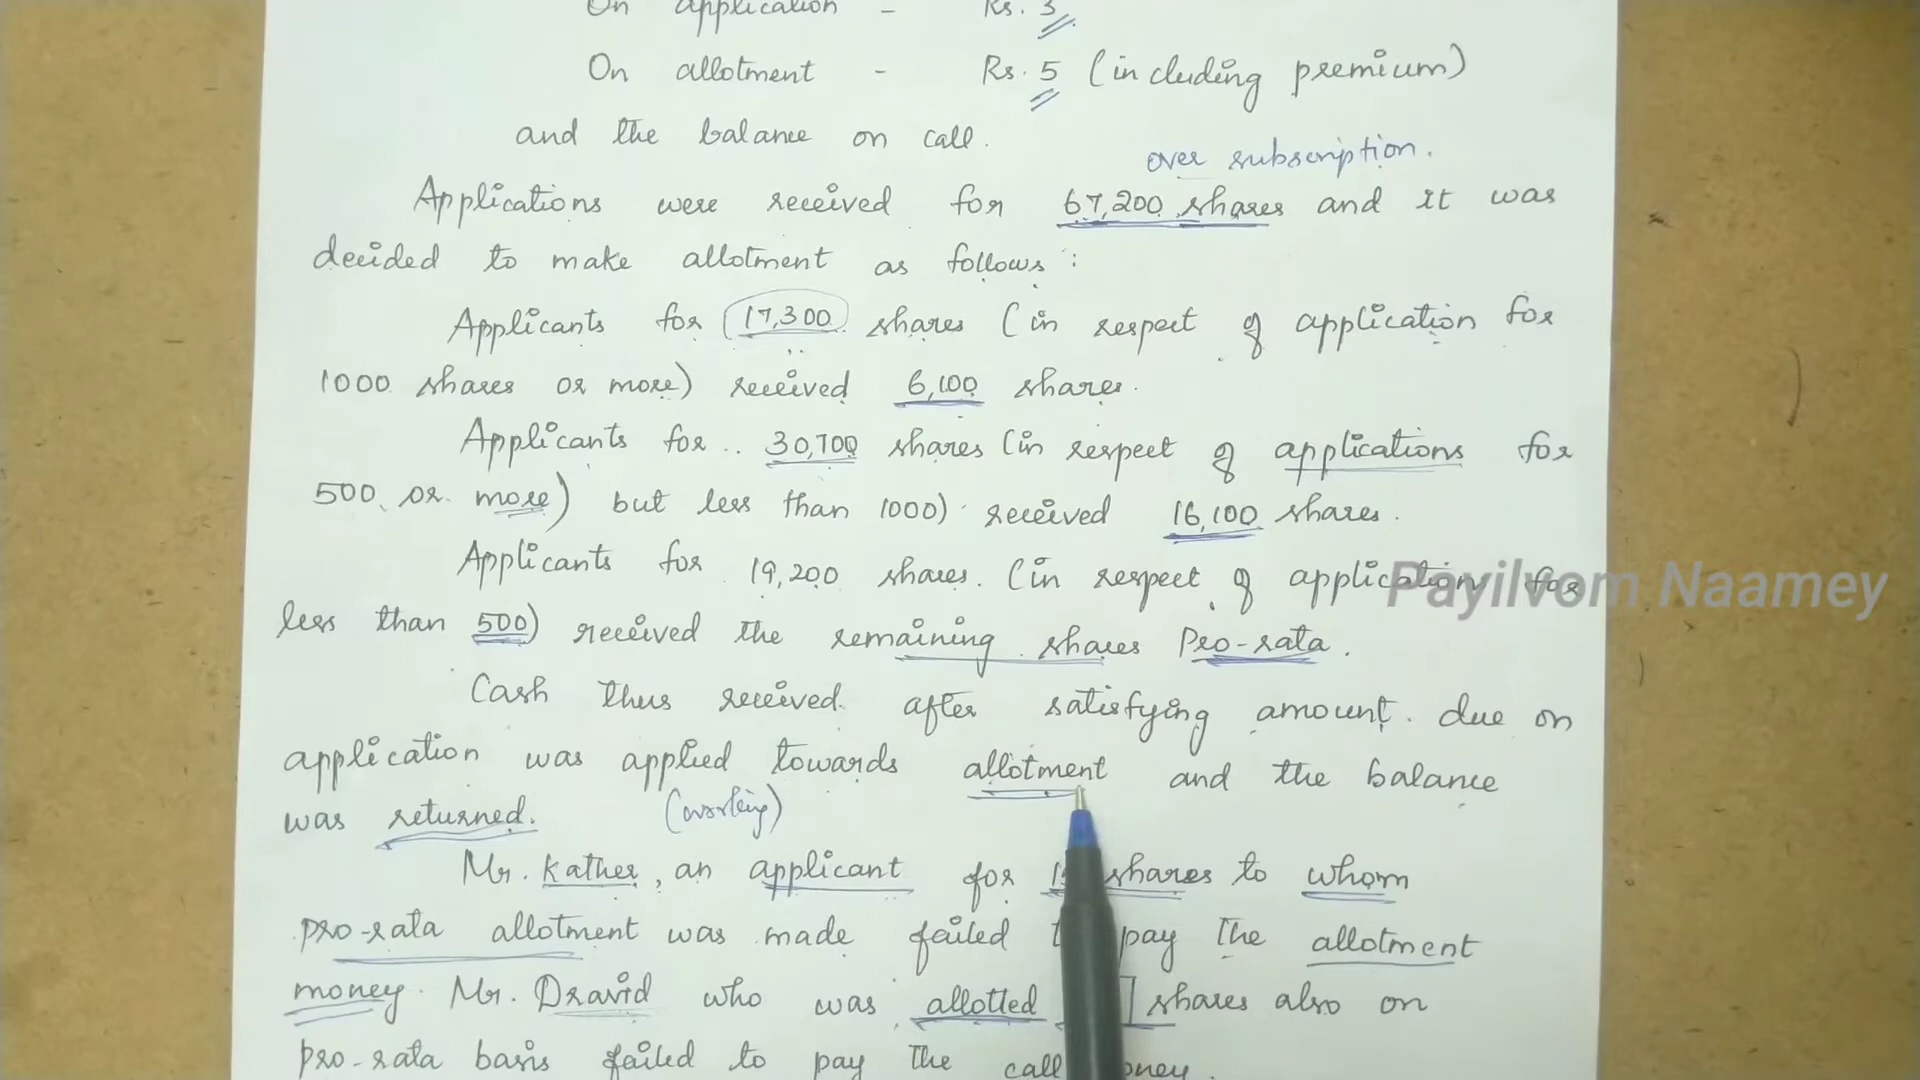 On application - Rs. 3
On allotment - Rs. 5 (including premium)
and the balance on call.
over subscription.
Applications were received for 67,200 shares and it was
decided to make allotment as follows:
Applicants for 17,300 shares (in respect of application for
1000 shares or more) received 6,100 shares.
Applicants for 30,700 shares (in respect of applications for
500 or more) but less than 1000) received 16,100 shares.
Applicants for 19,200 shares. (in respect of application for
less than 500) received the remaining shares Pro-rata.
Payilvom Naamey
Cash thus received after satisfying amount due on
application was applied towards allotment and the balance
was returned. (working)
Mr. Kather, an applicant for shares to whom
pro-rata allotment was made failed pay the allotment
money. Mr. Dravid who was allotted shares also on
pro-rata basis failed to pay the call money.